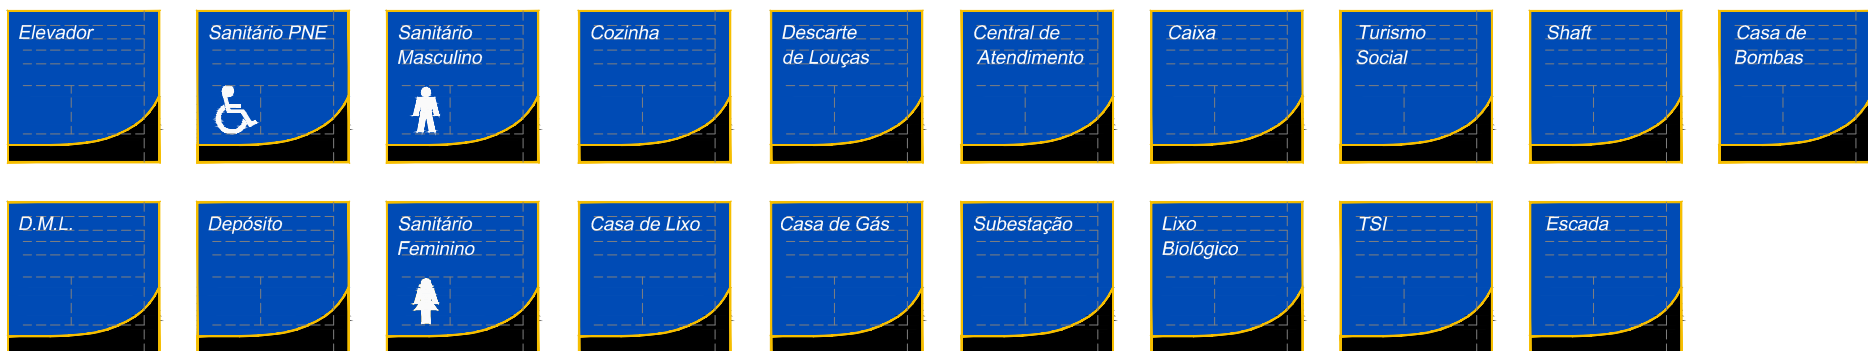 Elevador
Sanitário PNE
Sanitário
Masculino
Cozinha
Descarte
de Louças
Central de
Atendimento
Caixa
Turismo
Social
Shaft
Casa de
Bombas
D.M.L.
Depósito
Sanitário
Feminino
Casa de Lixo
Casa de Gás
Subestação
Lixo
Biológico
TSI
Escada